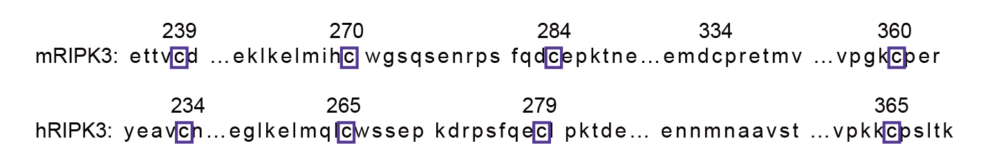 239 270 284 334 360
mRIPK3: ettvcd ...eklkelmihc wgsqsenrps fqdcepktne...emdcpretmv ...vpgkcper
234 265 279 365
hRIPK3: yeavcn...eglkelmqlcwssep kdrpsfqecl pktde... ennmnaavst ...vpkkcpsltk